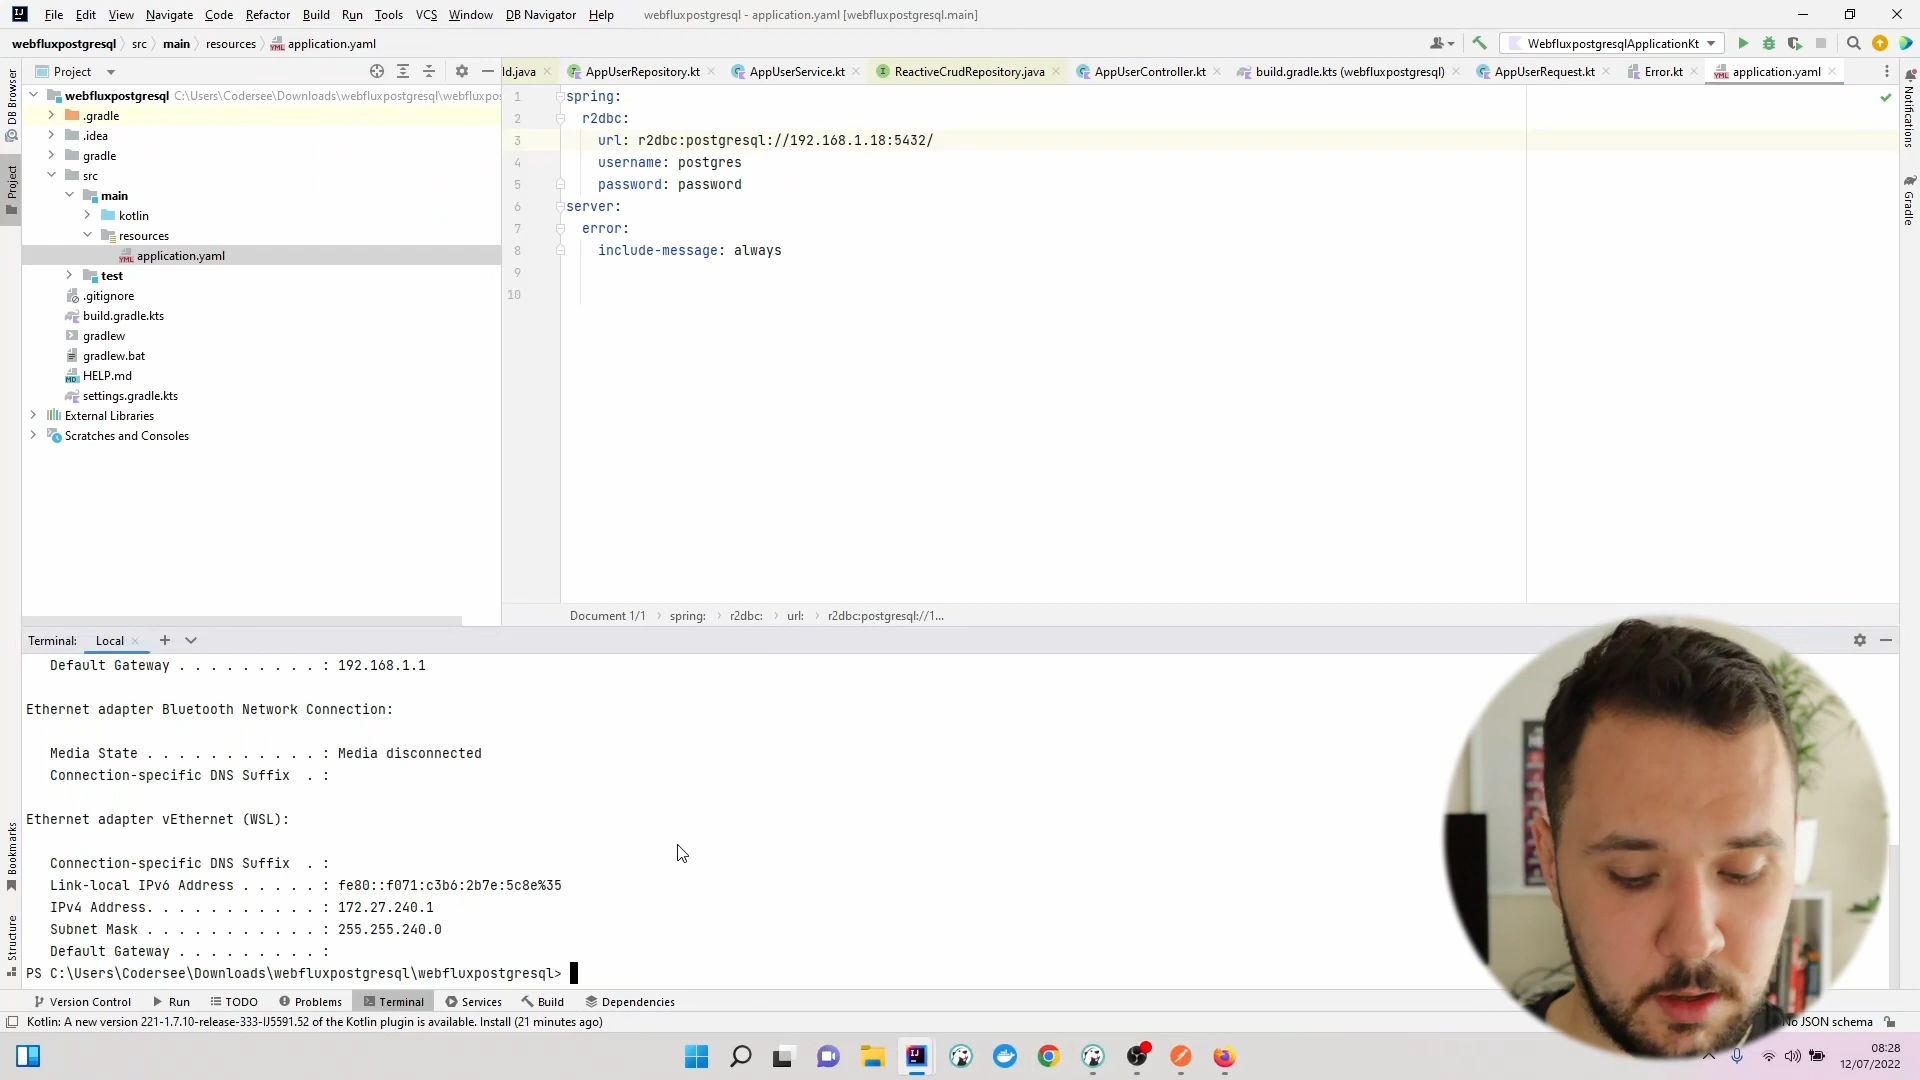 File Edit View Navigate Code Refactor Build Run Tools VCS Window DB Navigator Help webfluxpostgresql - application.yaml [webfluxpostgresql.main]
webfluxpostgresql src main resources application.yaml WebfluxpostgresqlApplicationKt
Project ld.java AppUserRepository.kt AppUserService.kt ReactiveCrudRepository.java AppUserController.kt build.gradle.kts (webfluxpostgresql) AppUserRequest.kt Error.kt application.yaml
DB Browser
Project
Bookmarks
Structure
Notifications
Gradle
webfluxpostgresql C:\Users\Codersee\Downloads\webfluxpostgresql\webfluxpos
.gradle
.idea
gradle
src
main
kotlin
resources
application.yaml
test
.gitignore
build.gradle.kts
gradlew
gradlew.bat
HELP.md
settings.gradle.kts
External Libraries
Scratches and Consoles
1 spring:
2 r2dbc:
3 url: r2dbc:postgresql://192.168.1.18:5432/
4 username: postgres
5 password: password
6 server:
7 error:
8 include-message: always
9
10
Document 1/1 spring: r2dbc: url: r2dbc:postgresql://1...
Terminal: Local
Default Gateway . . . . . . . . . : 192.168.1.1
Ethernet adapter Bluetooth Network Connection:
Media State . . . . . . . . . . . : Media disconnected
Connection-specific DNS Suffix . :
Ethernet adapter vEthernet (WSL):
Connection-specific DNS Suffix . :
Link-local IPv6 Address . . . . . : fe80::f071:c3b6:2b7e:5c8e%35
IPv4 Address. . . . . . . . . . . : 172.27.240.1
Subnet Mask . . . . . . . . . . . : 255.255.240.0
Default Gateway . . . . . . . . . :
PS C:\Users\Codersee\Downloads\webfluxpostgresql\webfluxpostgresql>
Version Control Run TODO Problems Terminal Services Build Dependencies
Kotlin: A new version 221-1.7.10-release-333-IJ5591.52 of the Kotlin plugin is available. Install (21 minutes ago) No JSON schema
08:28
12/07/2022